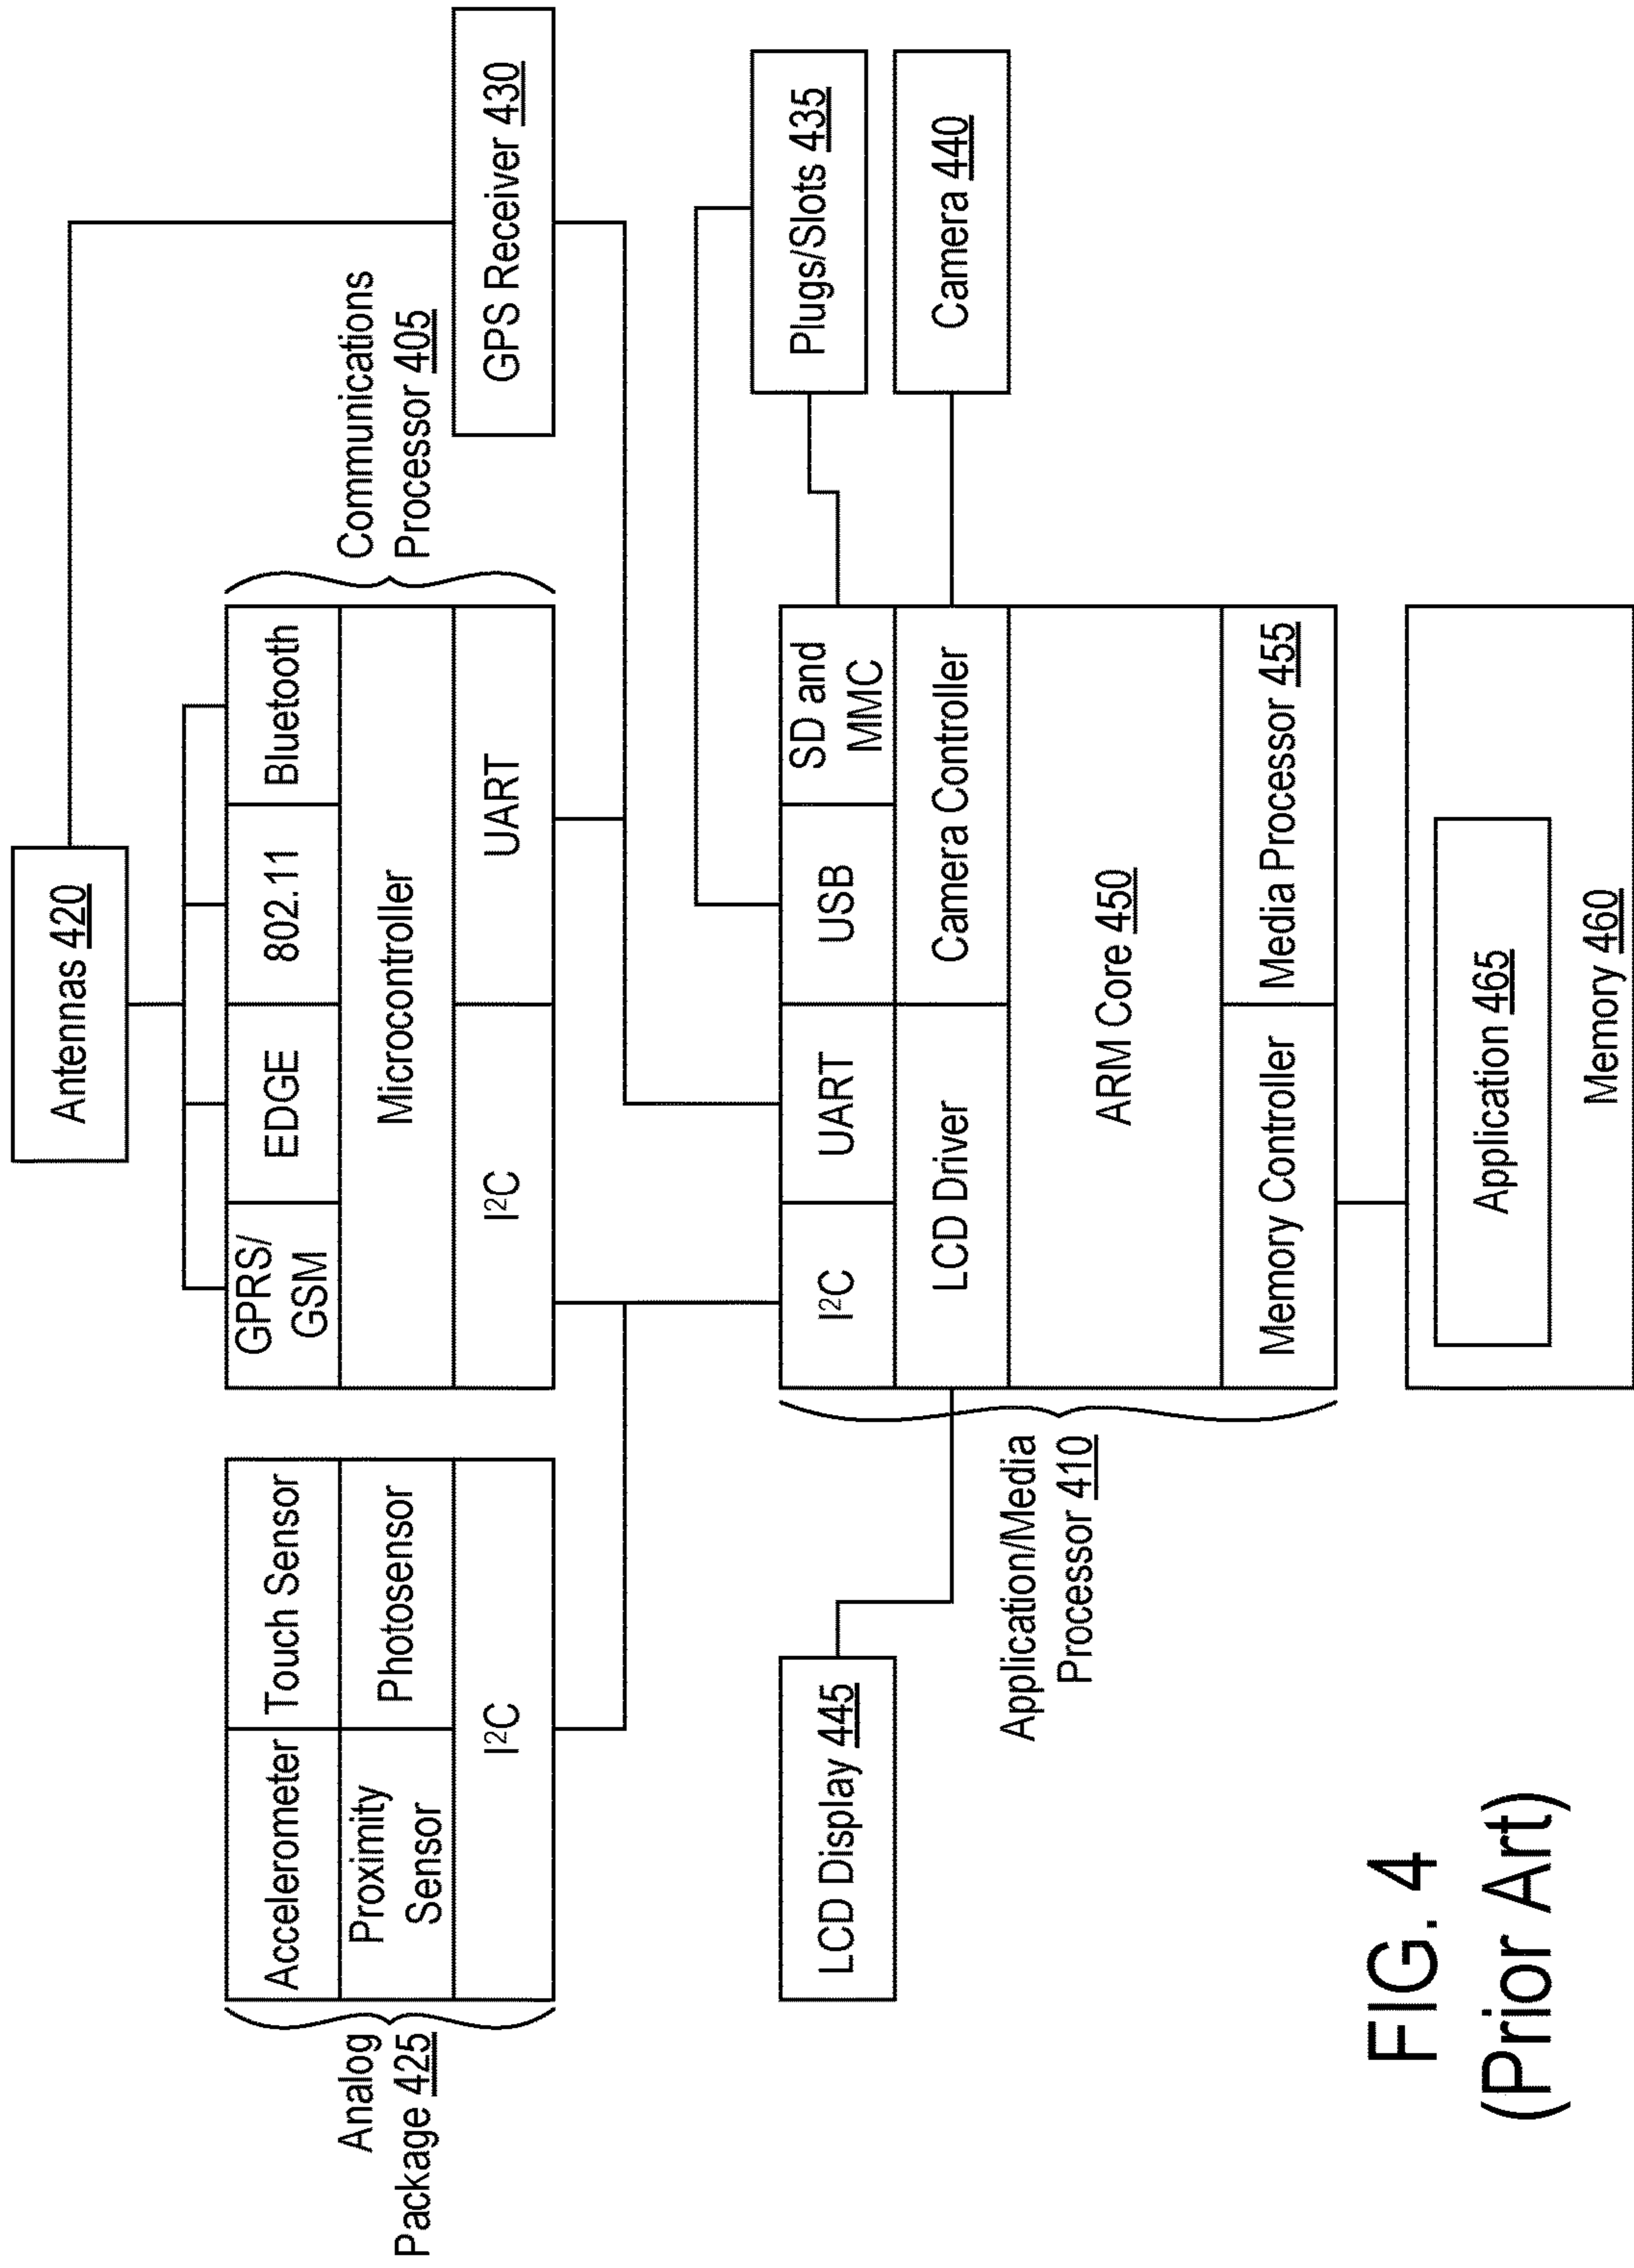 Antennas 420
Accelerometer
Touch Sensor
Proximity
Sensor
Photosensor
I²C
Analog
Package 425
GPRS/
GSM
EDGE
802.11
Bluetooth
Microcontroller
I²C
UART
Communications
Processor 405
GPS Receiver 430
LCD Display 445
I²C
UART
USB
SD and
MMC
LCD Driver
Camera Controller
ARM Core 450
Memory Controller
Media Processor 455
Application/Media
Processor 410
Plugs/Slots 435
Camera 440
Application 465
Memory 460
FIG. 4
(Prior Art)